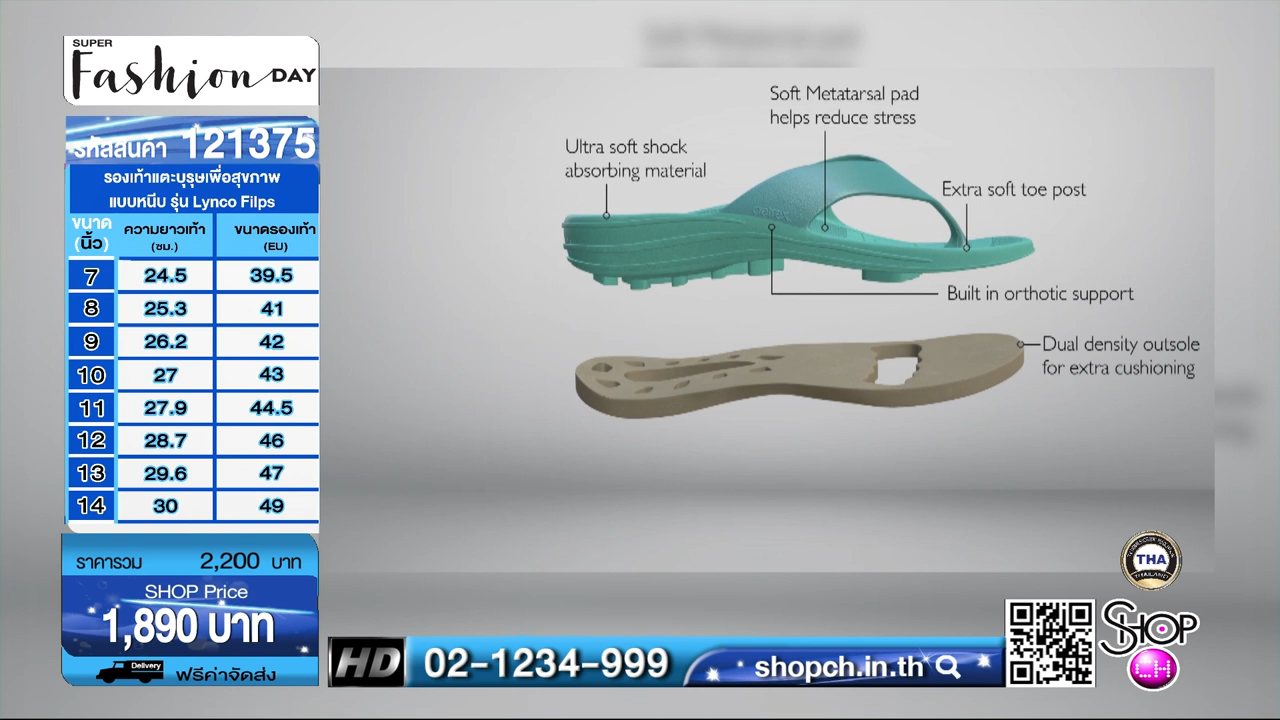 SUPER
Fashion DAY
รหัสสินค้า 121375
รองเท้าแตะบุรุษเพื่อสุขภาพ
แบบหนีบ รุ่น Lynco Filps
ขนาด (นิ้ว) ความยาวเท้า (ซม.) ขนาดรองเท้า (EU)
7 24.5 39.5
8 25.3 41
9 26.2 42
10 27 43
11 27.9 44.5
12 28.7 46
13 29.6 47
14 30 49
ราคารวม 2,200 บาท
SHOP Price
1,890 บาท
Delivery ฟรีค่าจัดส่ง
Soft Metatarsal pad
helps reduce stress
Ultra soft shock
absorbing material
Extra soft toe post
aetrex
Built in orthotic support
Dual density outsole
for extra cushioning
THA
THAILAND
HD 02-1234-999 shopch.in.th
SHOP
CH